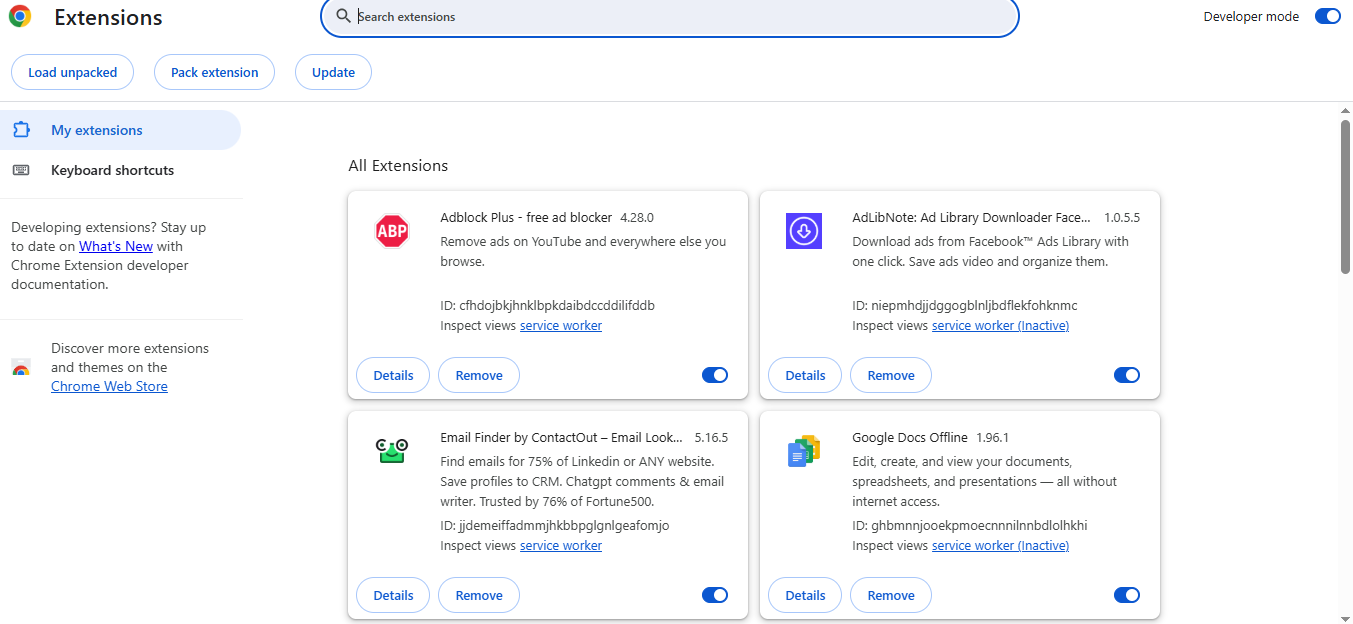 Extensions
Search extensions
Developer mode
Load unpacked
Pack extension
Update
My extensions
Keyboard shortcuts
Developing extensions? Stay up
to date on What's New with
Chrome Extension developer
documentation.
Discover more extensions
and themes on the
Chrome Web Store
All Extensions
ABP
Adblock Plus - free ad blocker 4.28.0
Remove ads on YouTube and everywhere else you
browse.
ID: cfhdojbkjhnklbpkdaibdccddilifddb
Inspect views service worker
Details
Remove
AdLibNote: Ad Library Downloader Face... 1.0.5.5
Download ads from Facebook™ Ads Library with
one click. Save ads video and organize them.
ID: niepmhdjjdggogblnljbdflekfohknmc
Inspect views service worker (Inactive)
Details
Remove
Email Finder by ContactOut – Email Look... 5.16.5
Find emails for 75% of Linkedin or ANY website.
Save profiles to CRM. Chatgpt comments & email
writer. Trusted by 76% of Fortune500.
ID: jjdemeiffadmmjhkbbpglgnlgeafomjo
Inspect views service worker
Details
Remove
Google Docs Offline 1.96.1
Edit, create, and view your documents,
spreadsheets, and presentations — all without
internet access.
ID: ghbmnnjooekpmoecnnnilnnbdlolhkhi
Inspect views service worker (Inactive)
Details
Remove